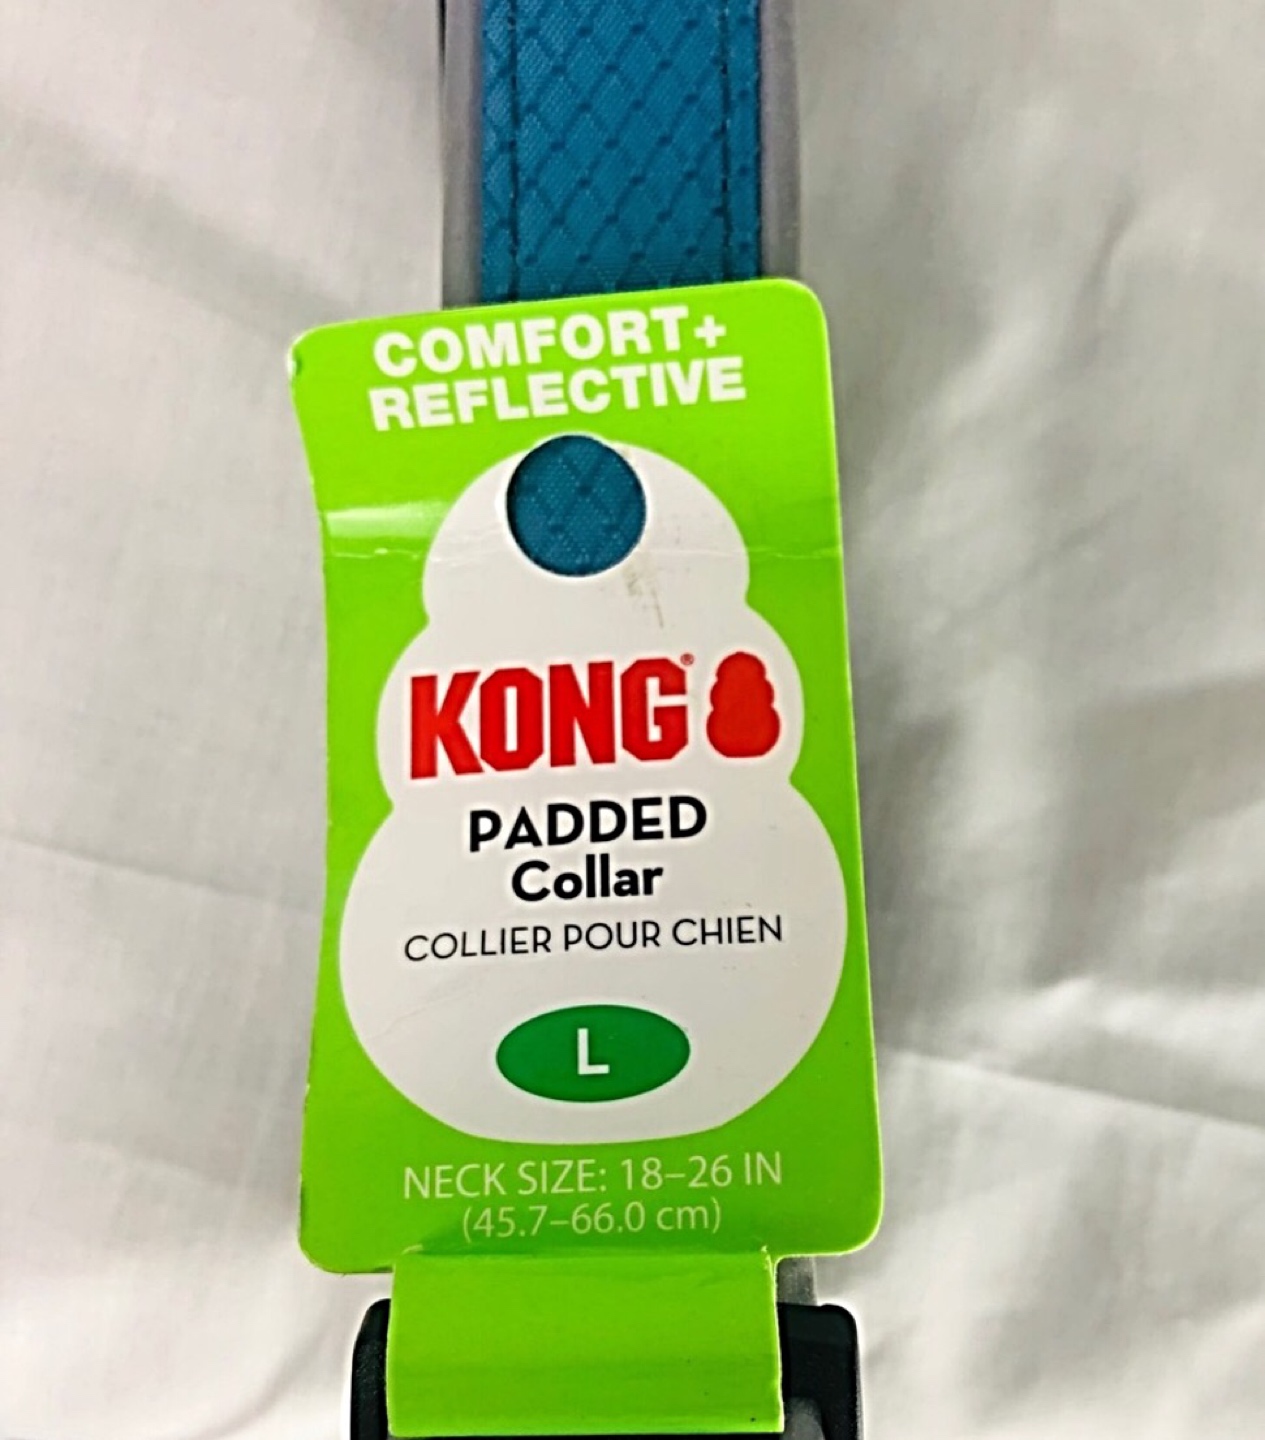 COMFORT+
REFLECTIVE
KONG®
PADDED
Collar
COLLIER POUR CHIEN
L
NECK SIZE: 18–26 IN
(45.7–66.0 cm)